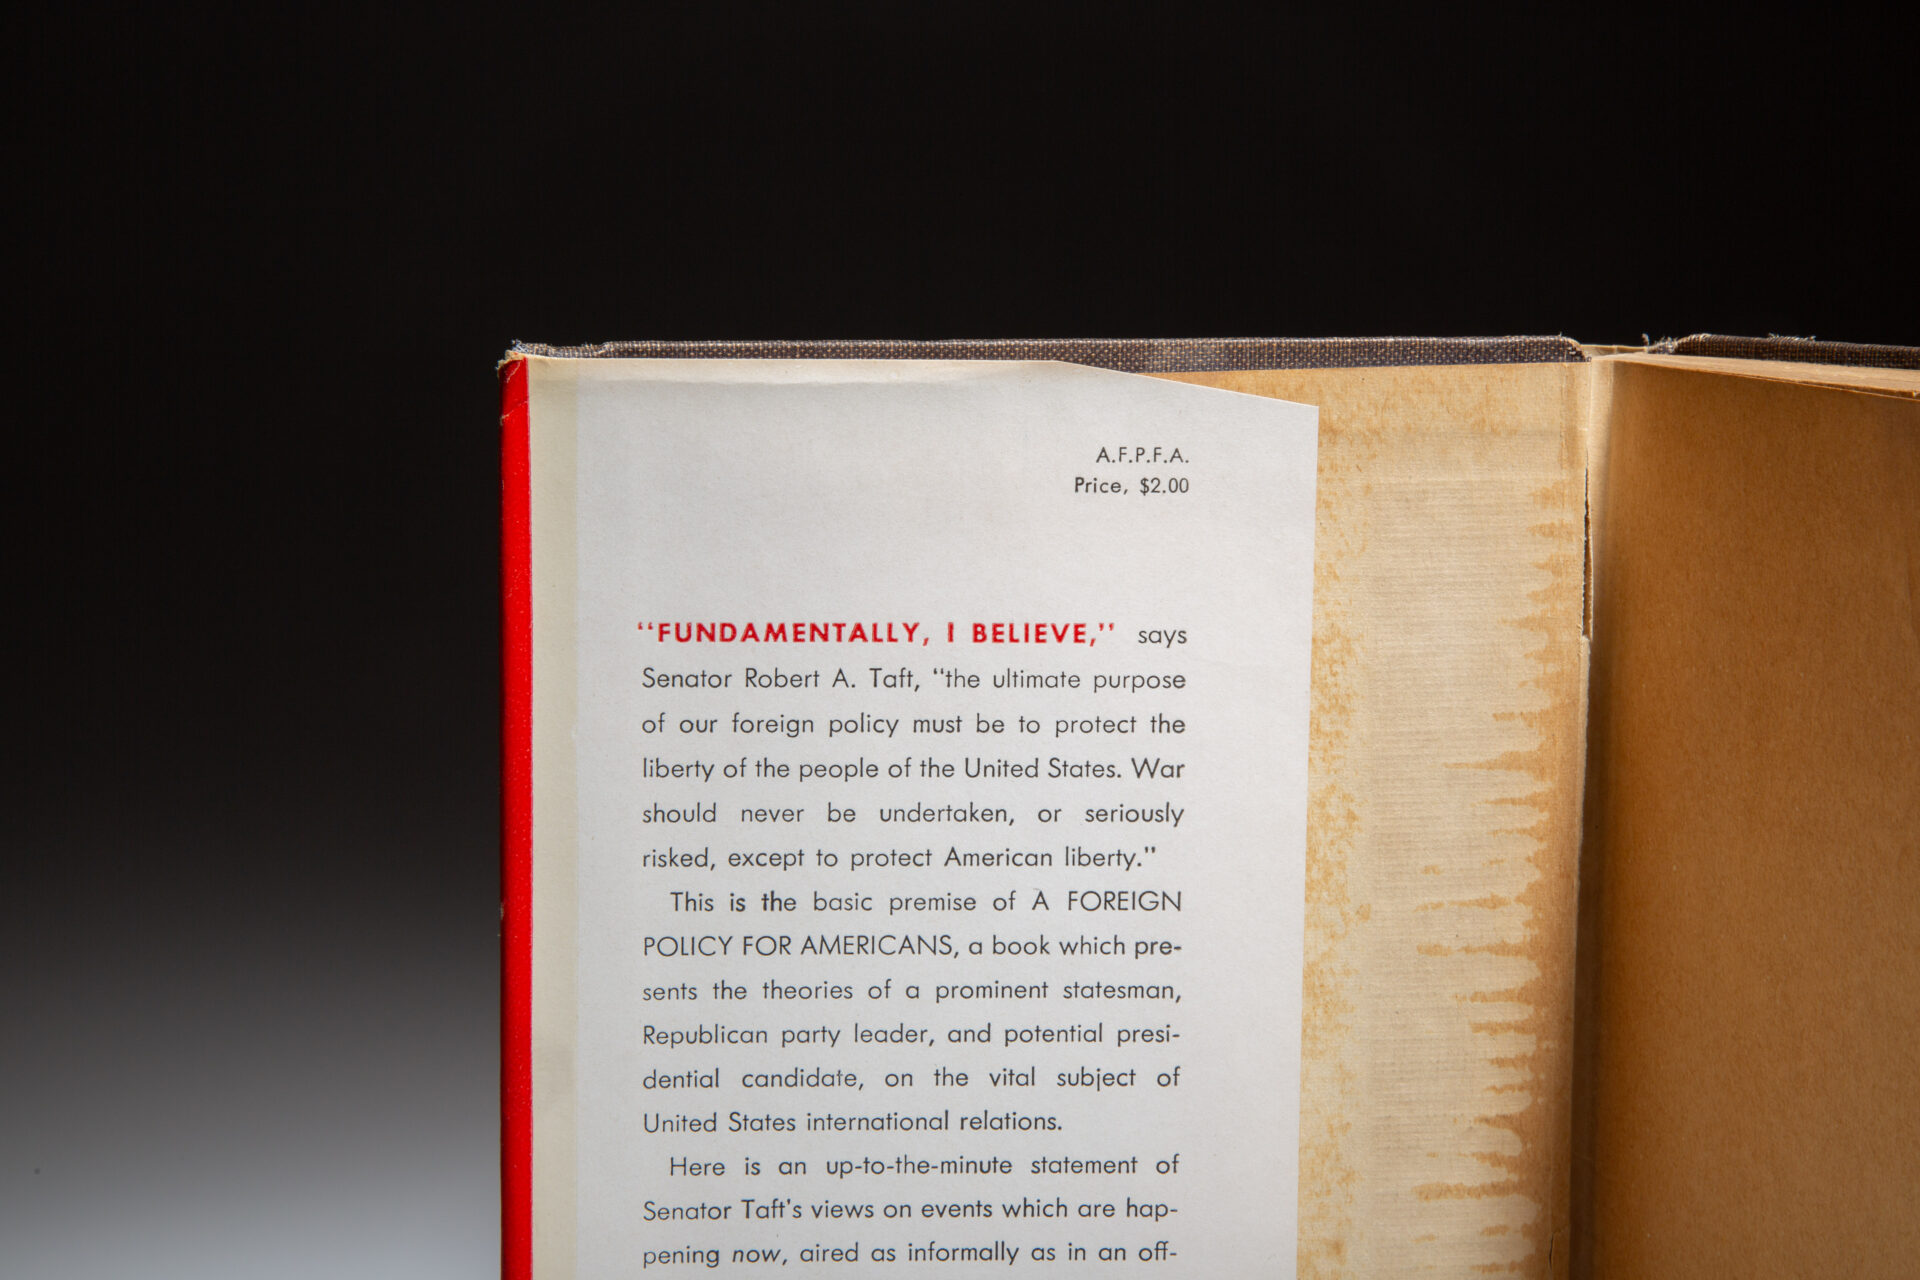 A.F.P.F.A.
Price, $2.00
“FUNDAMENTALLY, I BELIEVE,” says
Senator Robert A. Taft, “the ultimate purpose
of our foreign policy must be to protect the
liberty of the people of the United States. War
should never be undertaken, or seriously
risked, except to protect American liberty.”
This is the basic premise of A FOREIGN
POLICY FOR AMERICANS, a book which pre-
sents the theories of a prominent statesman,
Republican party leader, and potential presi-
dential candidate, on the vital subject of
United States international relations.
Here is an up-to-the-minute statement of
Senator Taft’s views on events which are hap-
pening now, aired as informally as in an off-